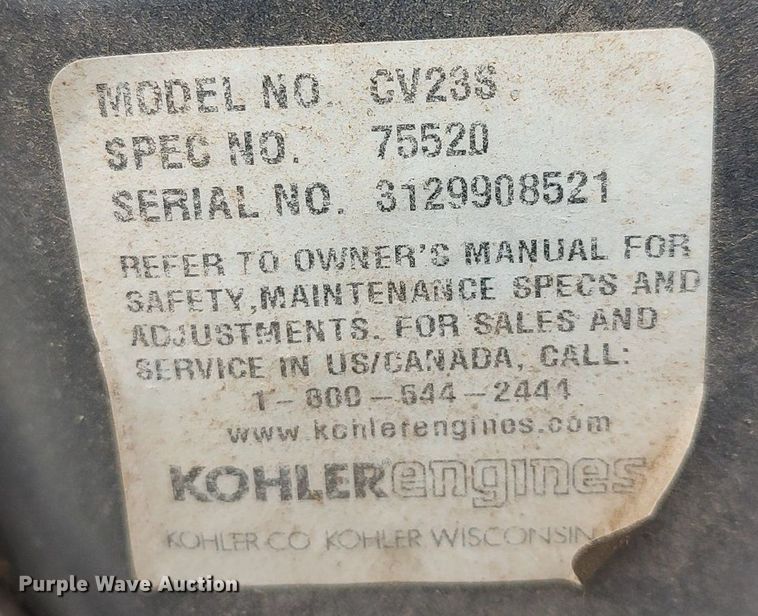 MODEL NO. CV23S
SPEC NO. 75520
SERIAL NO. 3129908521
REFER TO OWNER'S MANUAL FOR
SAFETY,MAINTENANCE SPECS AND
ADJUSTMENTS. FOR SALES AND
SERVICE IN US/CANADA, CALL:
1-800-544-2444
www.kohlerengines.com
KOHLERengines
KOHLER CO KOHLER WISCONSIN
Purple Wave Auction